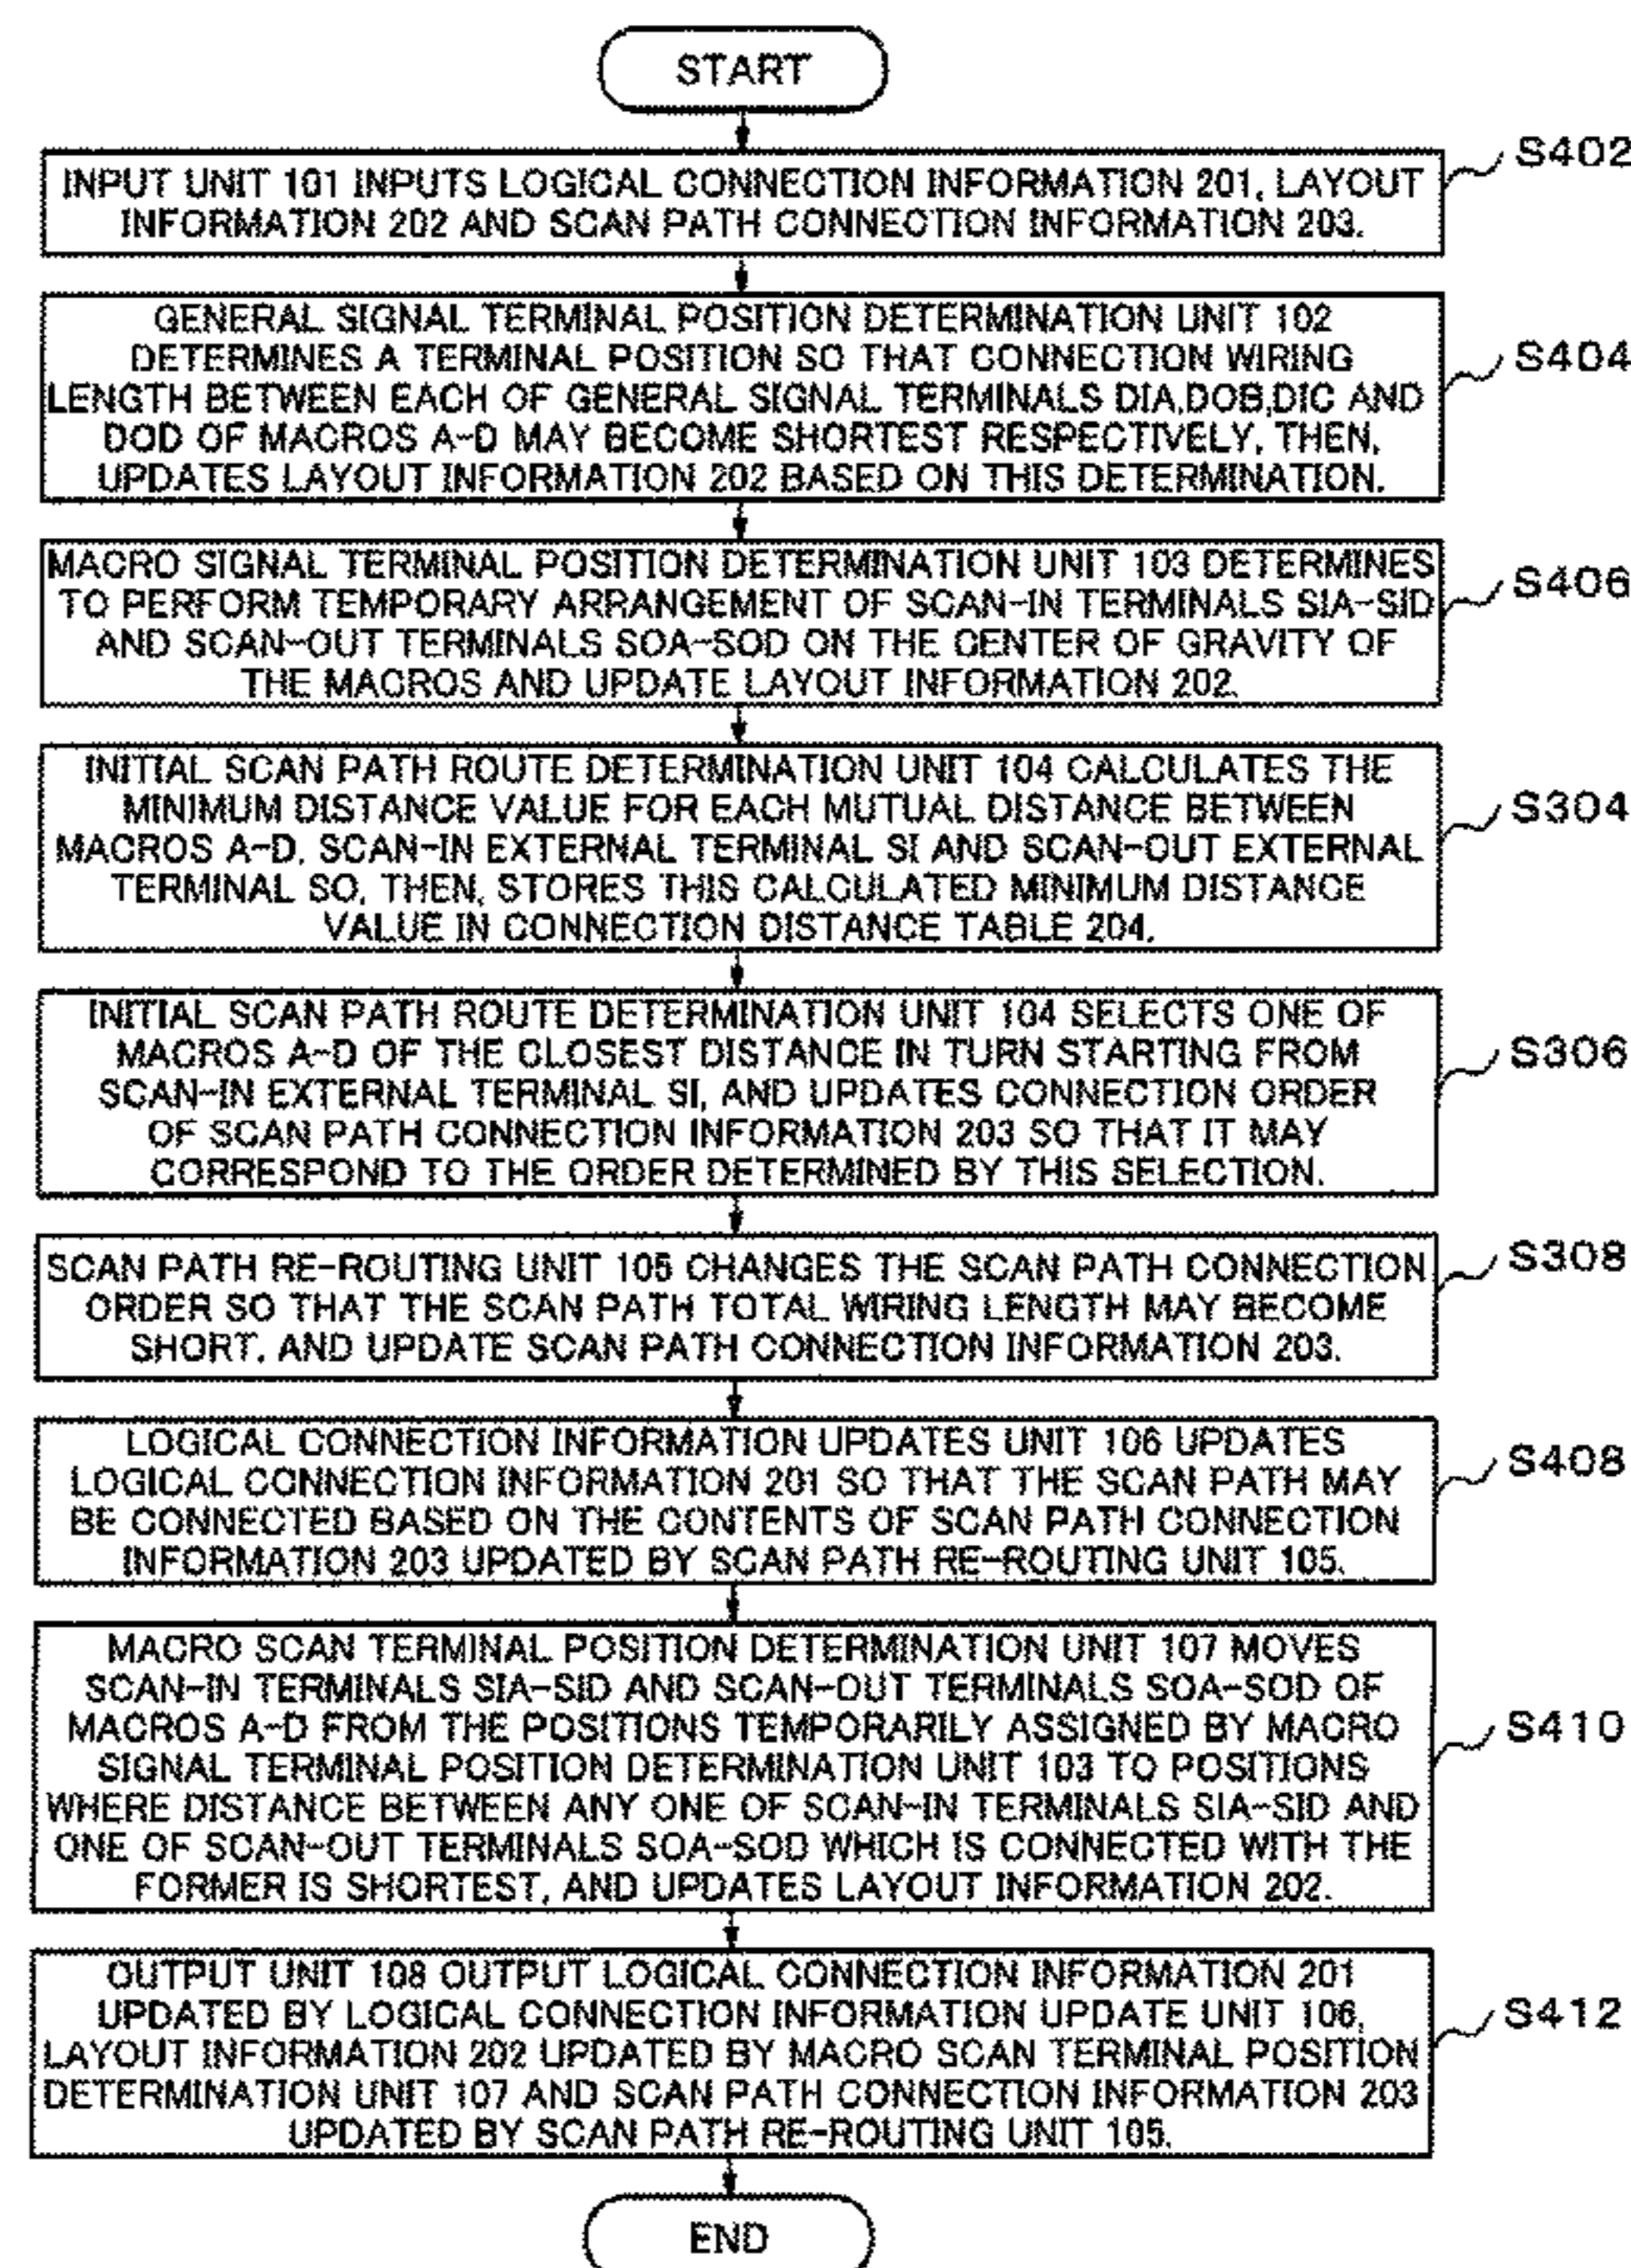 START
S402
INPUT UNIT 101 INPUTS LOGICAL CONNECTION INFORMATION 201, LAYOUT
INFORMATION 202 AND SCAN PATH CONNECTION INFORMATION 203.
GENERAL SIGNAL TERMINAL POSITION DETERMINATION UNIT 102
DETERMINES A TERMINAL POSITION SO THAT CONNECTION WIRING
S404
LENGTH BETWEEN EACH OF GENERAL SIGNAL TERMINALS DIA,DOB,DIC AND
DOD OF MACROS A-D MAY BECOME SHORTEST RESPECTIVELY, THEN,
UPDATES LAYOUT INFORMATION 202 BASED ON THIS DETERMINATION.
MACRO SIGNAL TERMINAL POSITION DETERMINATION UNIT 103 DETERMINES
S406
TO PERFORM TEMPORARY ARRANGEMENT OF SCAN-IN TERMINALS SIA-SID
AND SCAN-OUT TERMINALS SOA-SOD ON THE CENTER OF GRAVITY OF
THE MACROS AND UPDATE LAYOUT INFORMATION 202.
INITIAL SCAN PATH ROUTE DETERMINATION UNIT 104 CALCULATES THE
MINIMUM DISTANCE VALUE FOR EACH MUTUAL DISTANCE BETWEEN
S304
MACROS A-D, SCAN-IN EXTERNAL TERMINAL SI AND SCAN-OUT EXTERNAL
TERMINAL SO, THEN, STORES THIS CALCULATED MINIMUM DISTANCE
VALUE IN CONNECTION DISTANCE TABLE 204.
INITIAL SCAN PATH ROUTE DETERMINATION UNIT 104 SELECTS ONE OF
MACROS A-D OF THE CLOSEST DISTANCE IN TURN STARTING FROM
S306
SCAN-IN EXTERNAL TERMINAL SI, AND UPDATES CONNECTION ORDER
OF SCAN PATH CONNECTION INFORMATION 203 SO THAT IT MAY
CORRESPOND TO THE ORDER DETERMINED BY THIS SELECTION.
S308
SCAN PATH RE-ROUTING UNIT 105 CHANGES THE SCAN PATH CONNECTION
ORDER SO THAT THE SCAN PATH TOTAL WIRING LENGTH MAY BECOME
SHORT, AND UPDATE SCAN PATH CONNECTION INFORMATION 203.
LOGICAL CONNECTION INFORMATION UPDATES UNIT 106 UPDATES
S408
LOGICAL CONNECTION INFORMATION 201 SO THAT THE SCAN PATH MAY
BE CONNECTED BASED ON THE CONTENTS OF SCAN PATH CONNECTION
INFORMATION 203 UPDATED BY SCAN PATH RE-ROUTING UNIT 105.
MACRO SCAN TERMINAL POSITION DETERMINATION UNIT 107 MOVES
SCAN-IN TERMINALS SIA-SID AND SCAN-OUT TERMINALS SOA-SOD OF
MACROS A-D FROM THE POSITIONS TEMPORARILY ASSIGNED BY MACRO
S410
SIGNAL TERMINAL POSITION DETERMINATION UNIT 103 TO POSITIONS
WHERE DISTANCE BETWEEN ANY ONE OF SCAN-IN TERMINALS SIA-SID AND
ONE OF SCAN-OUT TERMINALS SOA-SOD WHICH IS CONNECTED WITH THE
FORMER IS SHORTEST, AND UPDATES LAYOUT INFORMATION 202.
OUTPUT UNIT 108 OUTPUT LOGICAL CONNECTION INFORMATION 201
UPDATED BY LOGICAL CONNECTION INFORMATION UPDATE UNIT 106,
S412
LAYOUT INFORMATION 202 UPDATED BY MACRO SCAN TERMINAL POSITION
DETERMINATION UNIT 107 AND SCAN PATH CONNECTION INFORMATION 203
UPDATED BY SCAN PATH RE-ROUTING UNIT 105.
END